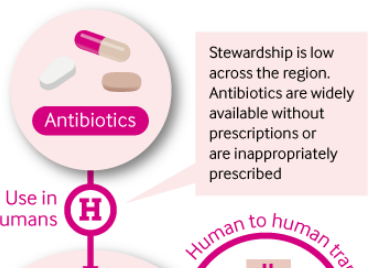 Antibiotics
Stewardship is low
across the region.
Antibiotics are widely
available without
prescriptions or
are inappropriately
prescribed
Use in
umans
H
Human to human tra